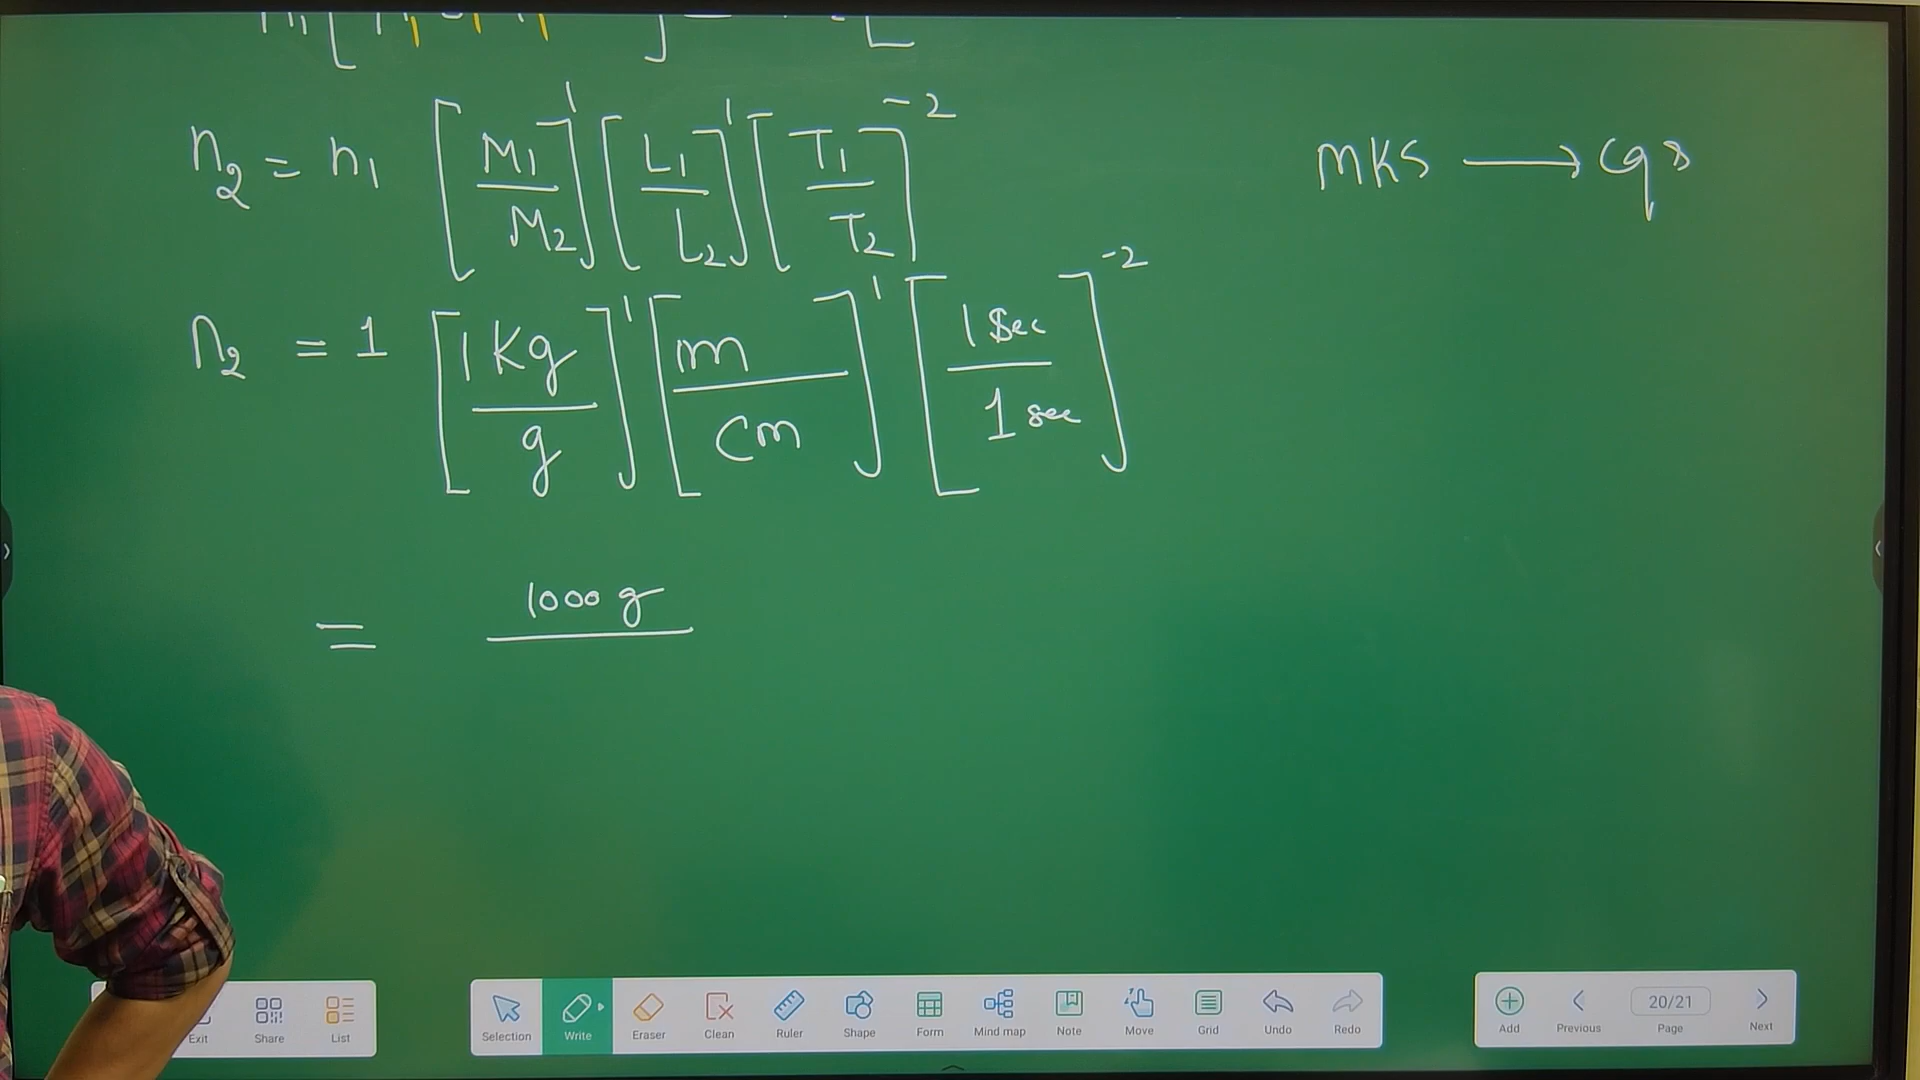 n₂ = n₁ [M₁/M₂]¹ [L₁/L₂]¹ [T₁/T₂]⁻²
MKS ⟶ cgs
n₂ = 1 [1 Kg/g]¹ [m/cm]¹ [1 Sec/1 sec]⁻²
= 1000 g
Exit
Share
List
Selection
Write
Eraser
Clean
Ruler
Shape
Form
Mind map
Note
Move
Grid
Undo
Redo
Add
Previous
20/21
Page
Next